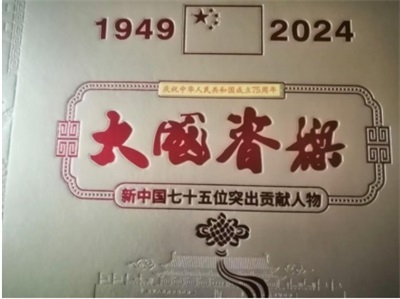 1949 2024
庆祝中华人民共和国成立75周年
大國脊樑
新中国七十五位突出贡献人物